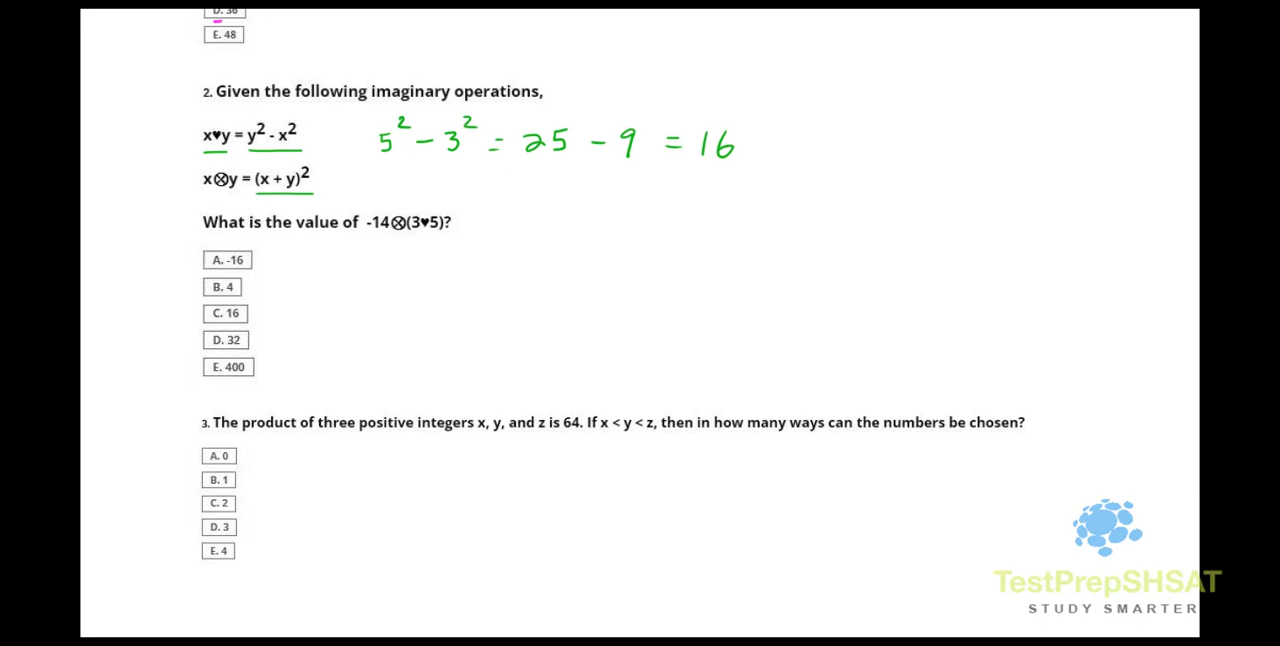 D. 36
E. 48
2. Given the following imaginary operations,
x♥y = y² - x²
5² - 3² = 25 - 9 = 16
x⊗y = (x + y)²
What is the value of -14⊗(3♥5)?
A. -16
B. 4
C. 16
D. 32
E. 400
3. The product of three positive integers x, y, and z is 64. If x < y < z, then in how many ways can the numbers be chosen?
A. 0
B. 1
C. 2
D. 3
E. 4
TestPrepSHSAT
STUDY SMARTER